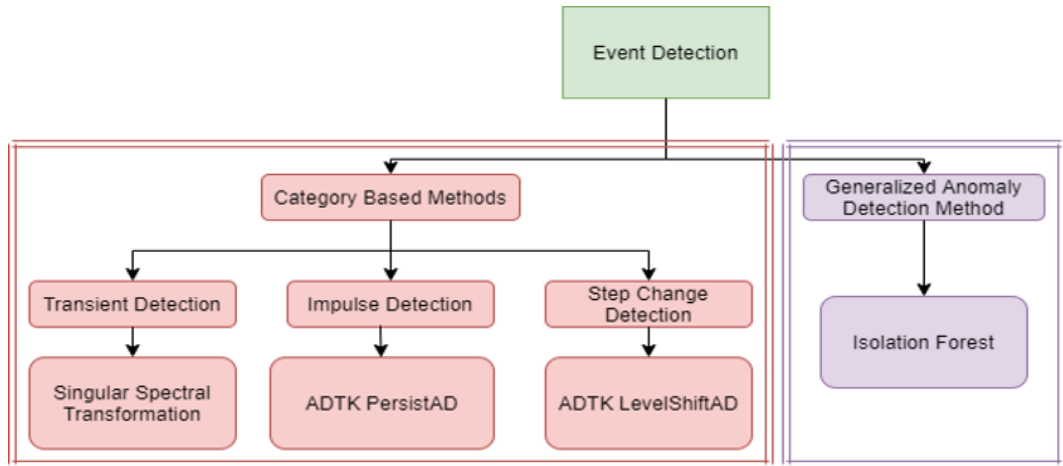 Event Detection
Category Based Methods
Generalized Anomaly
Detection Method
Transient Detection
Impulse Detection
Step Change
Detection
Isolation Forest
Singular Spectral
Transformation
ADTK PersistAD
ADTK LevelShiftAD